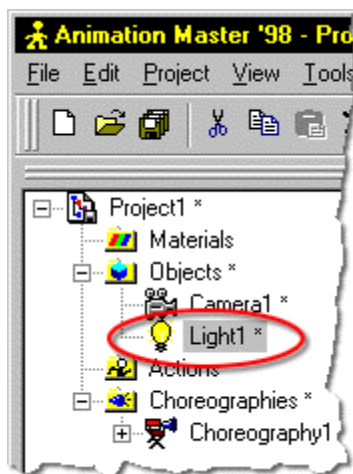 Animation Master '98 - Pro
File Edit Project View Tools
Project1 *
Materials
Objects *
Camera1 *
Light1 *
Actions
Choreographies *
Choreography1